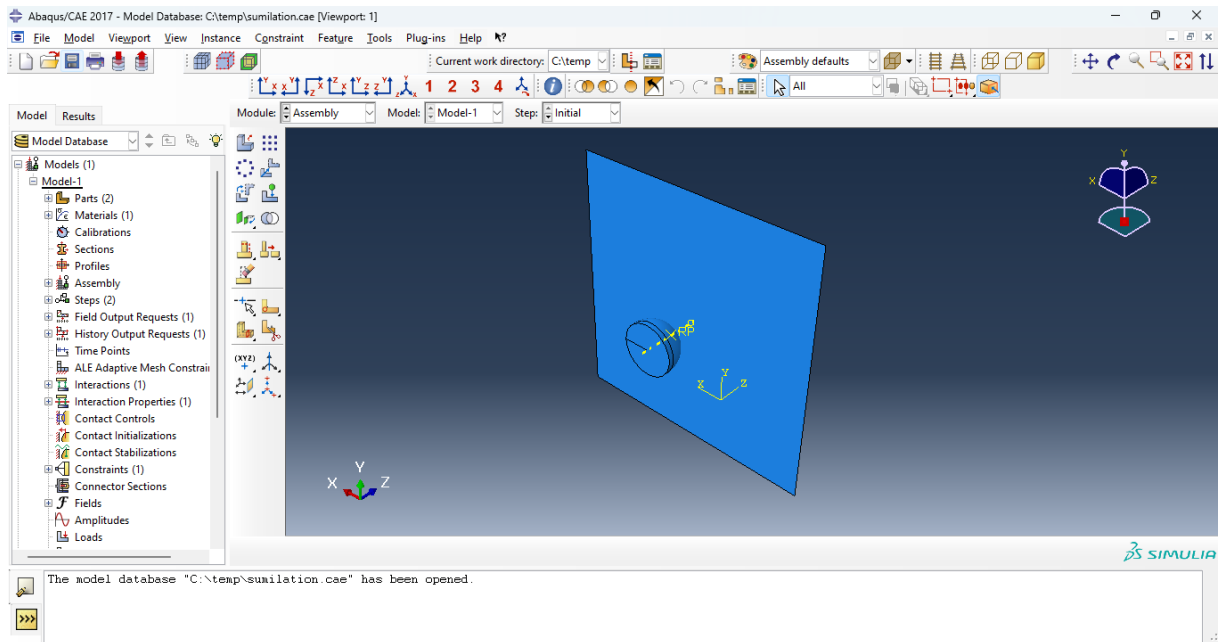 Abaqus/CAE 2017 - Model Database: C:\temp\sumilation.cae [Viewport: 1]
File Model Viewport View Instance Constraint Feature Tools Plug-ins Help
Current work directory: C:\temp
Assembly defaults
1 2 3 4
All
Model Results
Module: Assembly Model: Model-1 Step: Initial
Model Database
Models (1)
Model-1
Parts (2)
Materials (1)
Calibrations
Sections
Profiles
Assembly
Steps (2)
Field Output Requests (1)
History Output Requests (1)
Time Points
ALE Adaptive Mesh Constrai
Interactions (1)
Interaction Properties (1)
Contact Controls
Contact Initializations
Contact Stabilizations
Constraints (1)
Connector Sections
Fields
Amplitudes
Loads
Y
X Z
RP
Y
X Z
Y
X Z
SIMULIA
The model database "C:\temp\sumilation.cae" has been opened.
>>>